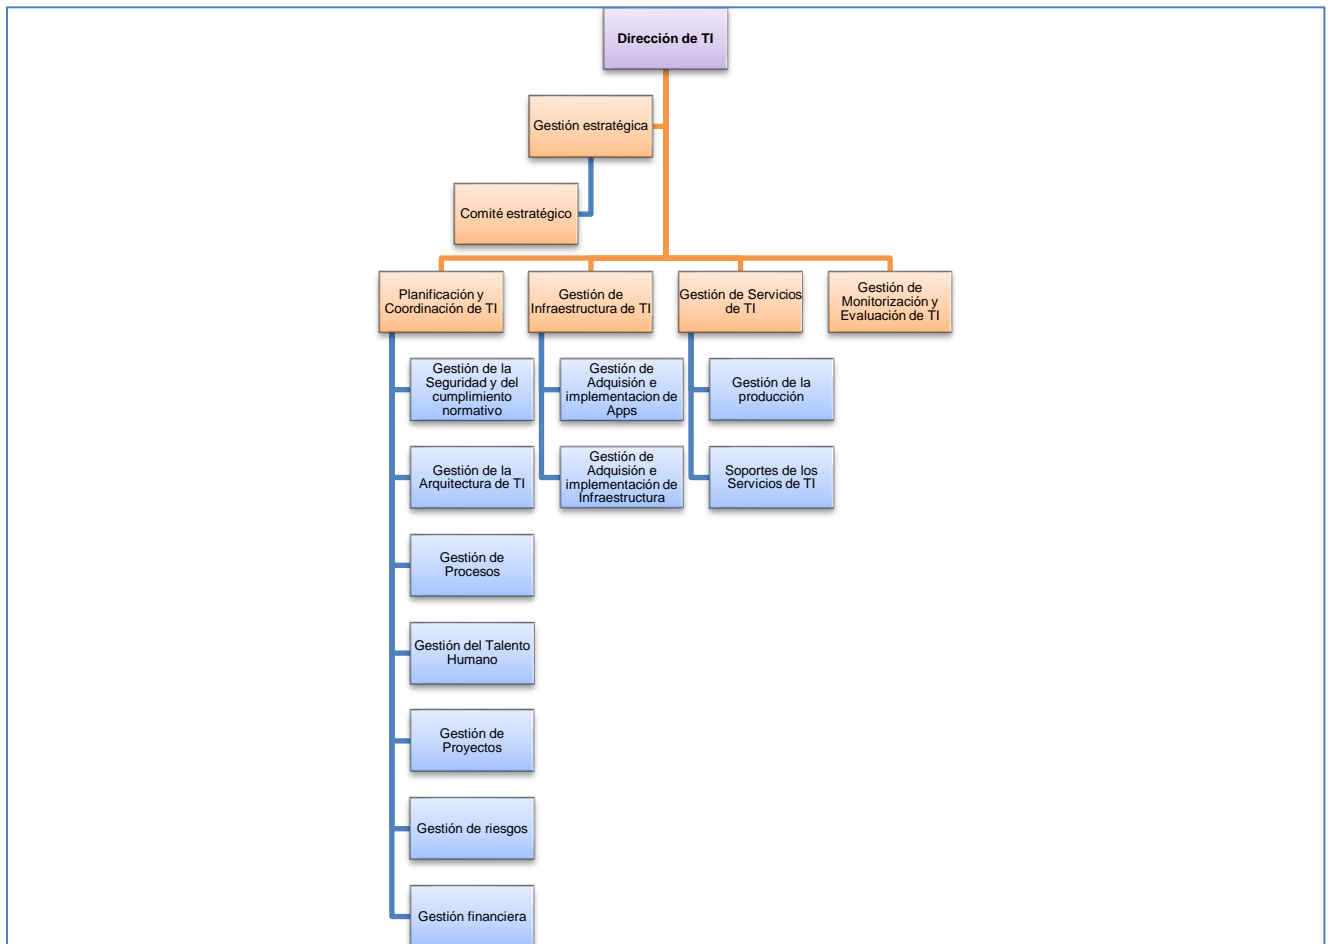 Dirección de TI
Gestión estratégica
Comité estratégico
Planificación y
Coordinación de TI
Gestión de
Infraestructura de TI
Gestión de Servicios
de TI
Gestión de
Monitorización y
Evaluación de TI
Gestión de la
Seguridad y del
cumplimiento
normativo
Gestión de la
Arquitectura de TI
Gestión de
Procesos
Gestión del Talento
Humano
Gestión de
Proyectos
Gestión de riesgos
Gestión financiera
Gestión de
Adquisión e
implementacion de
Apps
Gestión de
Adquisión e
implementación de
Infraestructura
Gestión de la
producción
Soportes de los
Servicios de TI